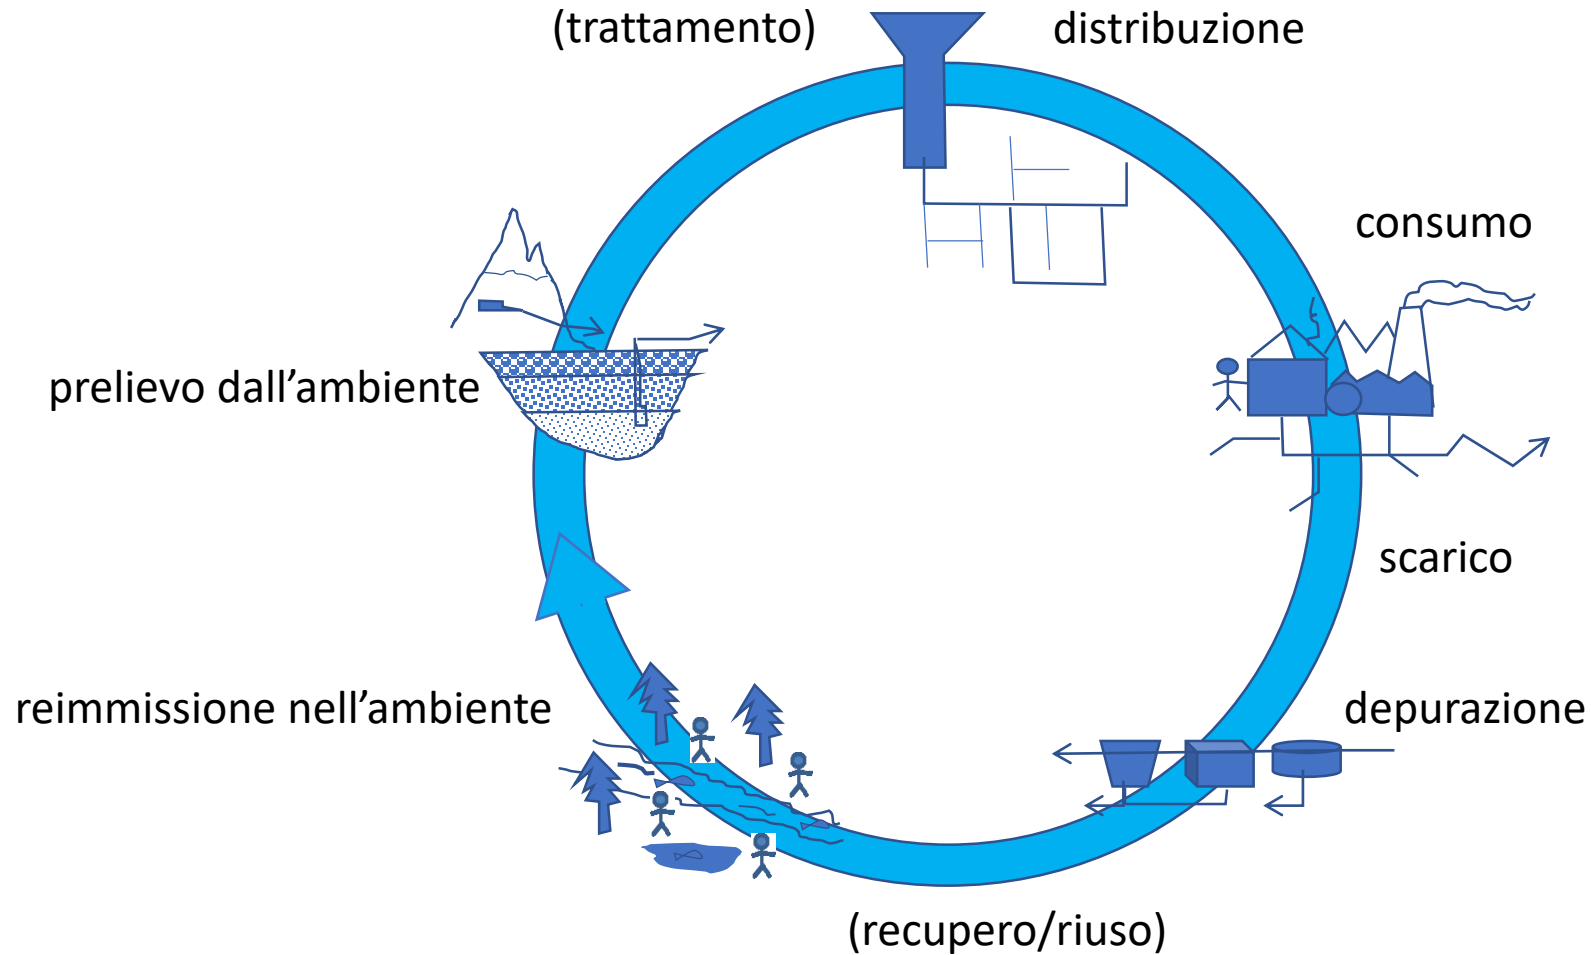 (trattamento)
distribuzione
consumo
prelievo dall’ambiente
scarico
reimmissione nell’ambiente
depurazione
(recupero/riuso)